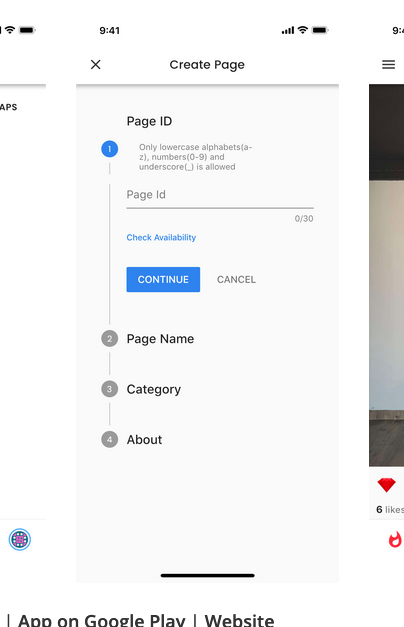 9:41
9:4
APS
Create Page
Page ID
1
Only lowercase alphabets(a-
z), numbers(0-9) and
underscore(_) is allowed
Page Id
0/30
Check Availability
CONTINUE CANCEL
2 Page Name
3 Category
4 About
6 likes
| App on Google Play | Website